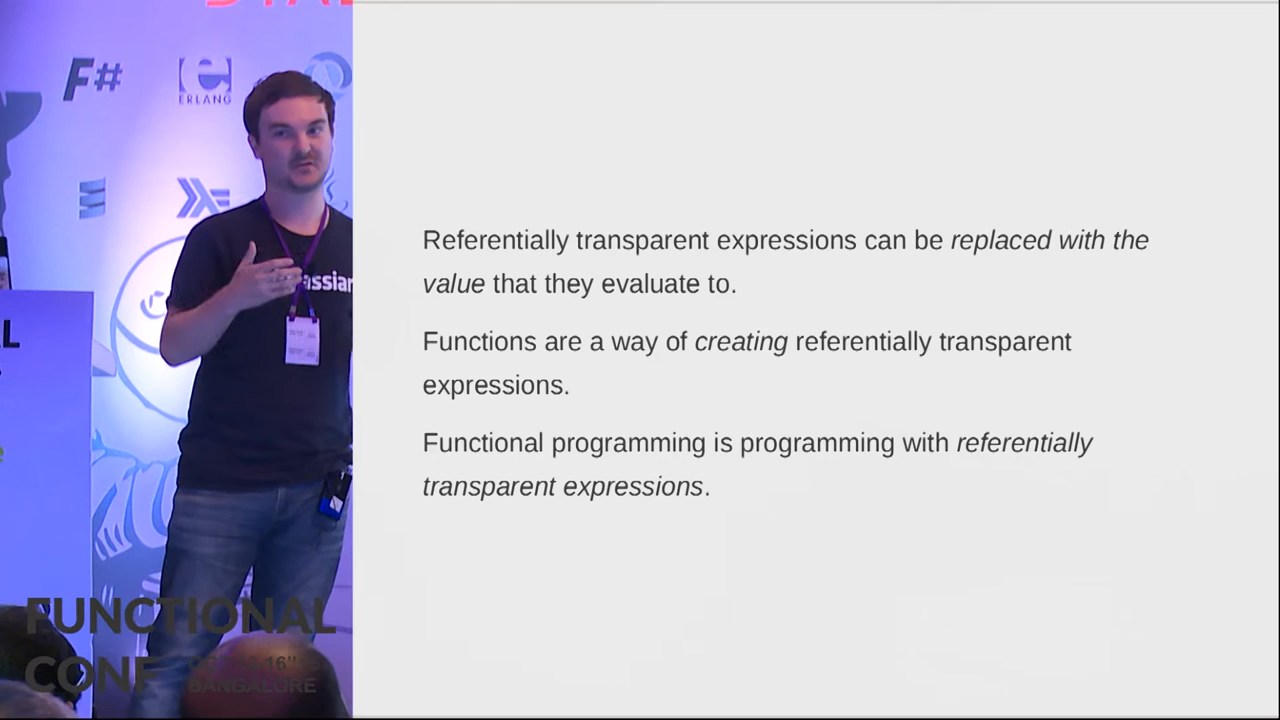 F#
ERLANG
assian
L
e
Referentially transparent expressions can be replaced with the
value that they evaluate to.
Functions are a way of creating referentially transparent
expressions.
Functional programming is programming with referentially
transparent expressions.
FUNCTIONAL
CONF
BANGALORE